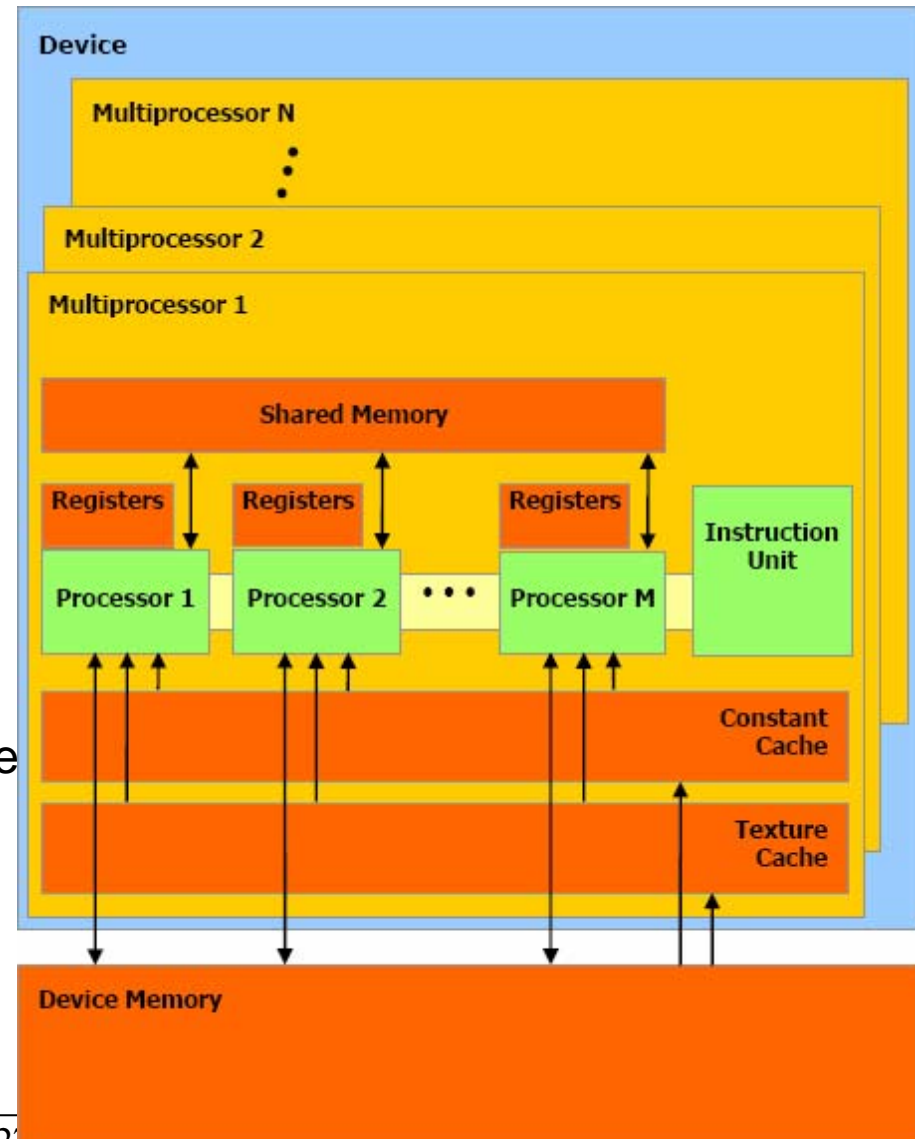 Device
Multiprocessor N
Multiprocessor 2
Multiprocessor 1
Shared Memory
Registers Registers Registers
Instruction
Unit
Processor 1 Processor 2 ••• Processor M
Constant
Cache
e
Texture
Cache
Device Memory